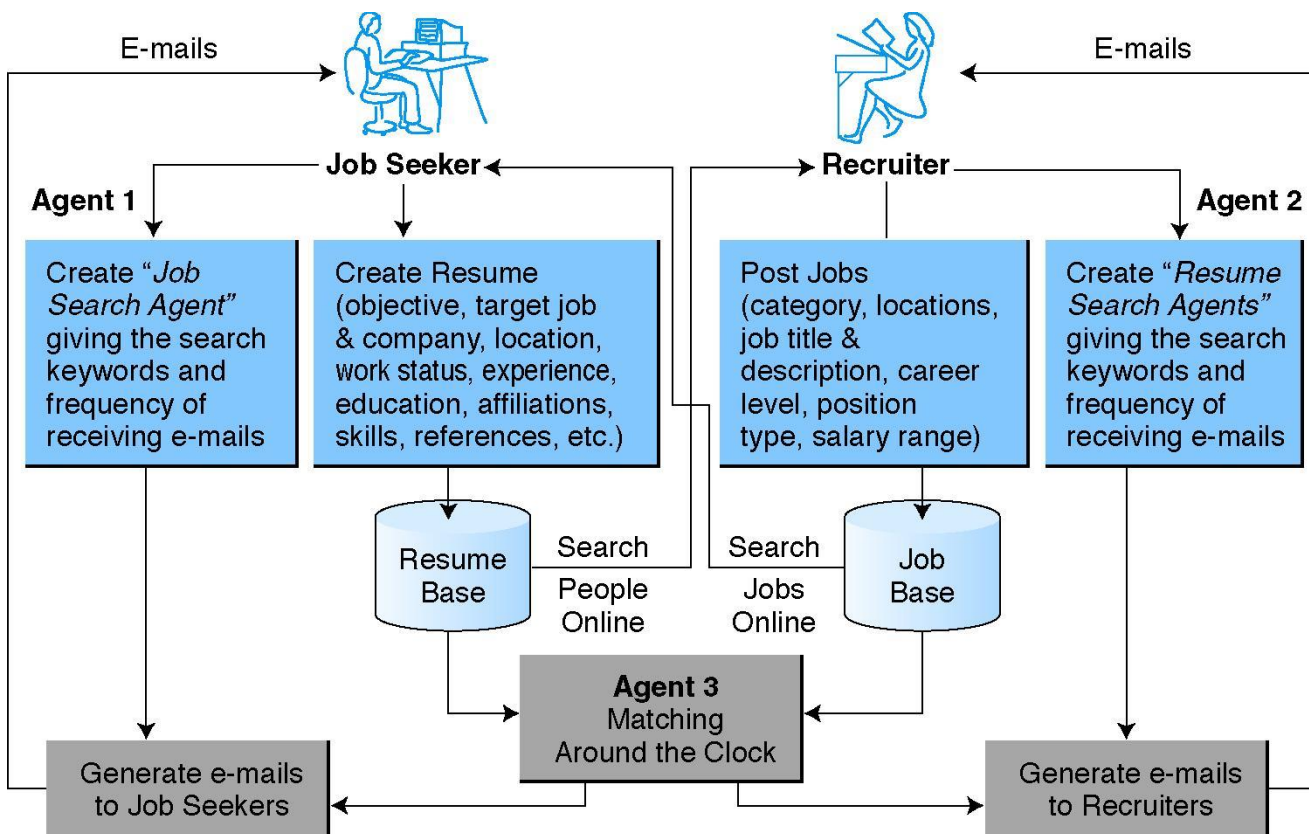 E-mails
E-mails
Job Seeker
Recruiter
Agent 1
Agent 2
Create “Job
Search Agent”
giving the search
keywords and
frequency of
receiving e-mails
Create Resume
(objective, target job
& company, location,
work status, experience,
education, affiliations,
skills, references, etc.)
Post Jobs
(category, locations,
job title &
description, career
level, position
type, salary range)
Create “Resume
Search Agents”
giving the search
keywords and
frequency of
receiving e-mails
Resume
Base
Search
People
Online
Search
Jobs
Online
Job
Base
Agent 3
Matching
Around the Clock
Generate e-mails
to Job Seekers
Generate e-mails
to Recruiters